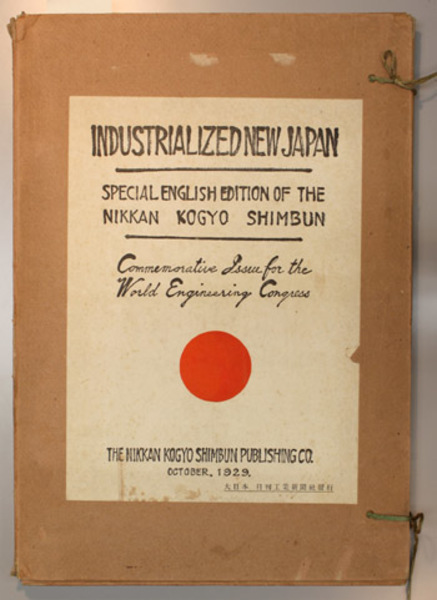 INDUSTRIALIZED NEW JAPAN
SPECIAL ENGLISH EDITION OF THE
NIKKAN KOGYO SHIMBUN
Commemorative Issue for the
World Engineering Congress
THE NIKKAN KOGYO SHIMBUN PUBLISHING CO.
OCTOBER, 1929.
大日本 日刊工業新聞社發行